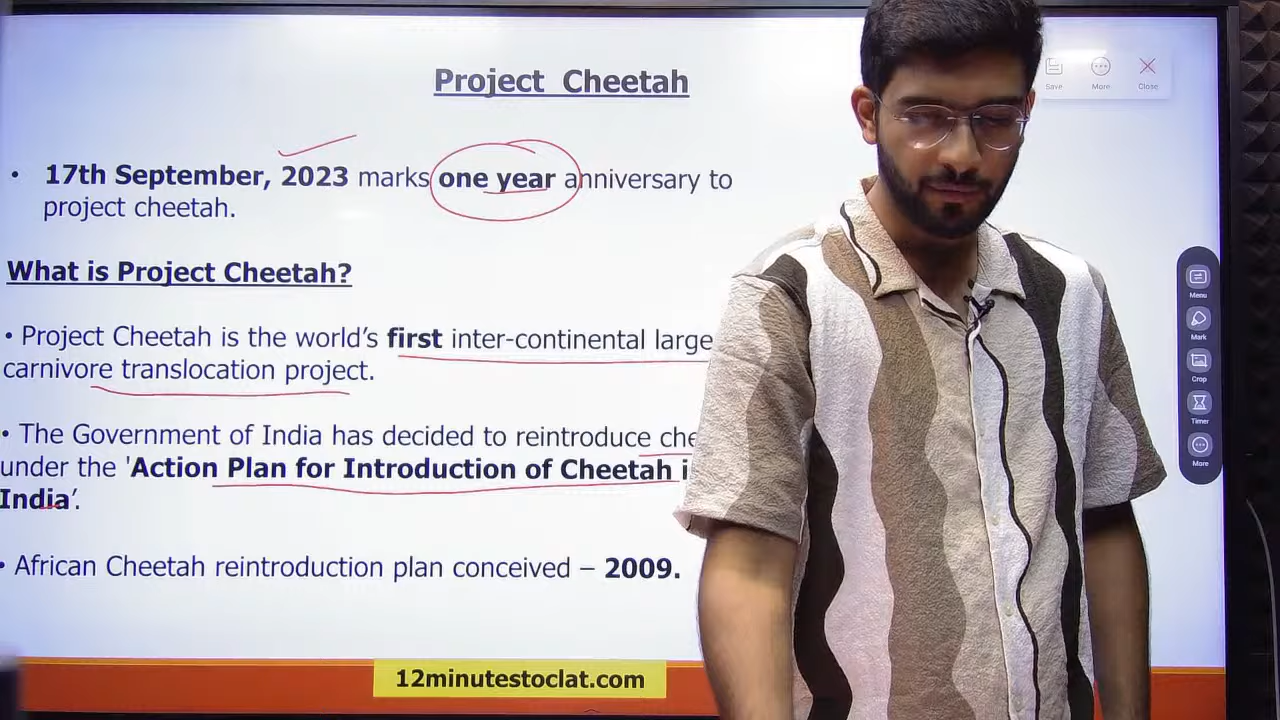 Project Cheetah
Save More Close
• 17th September, 2023 marks one year anniversary to
project cheetah.
What is Project Cheetah?
• Project Cheetah is the world's first inter-continental large
carnivore translocation project.
• The Government of India has decided to reintroduce che
under the 'Action Plan for Introduction of Cheetah i
India'.
• African Cheetah reintroduction plan conceived – 2009.
Menu
Mark
Crop
Timer
More
12minutestoclat.com